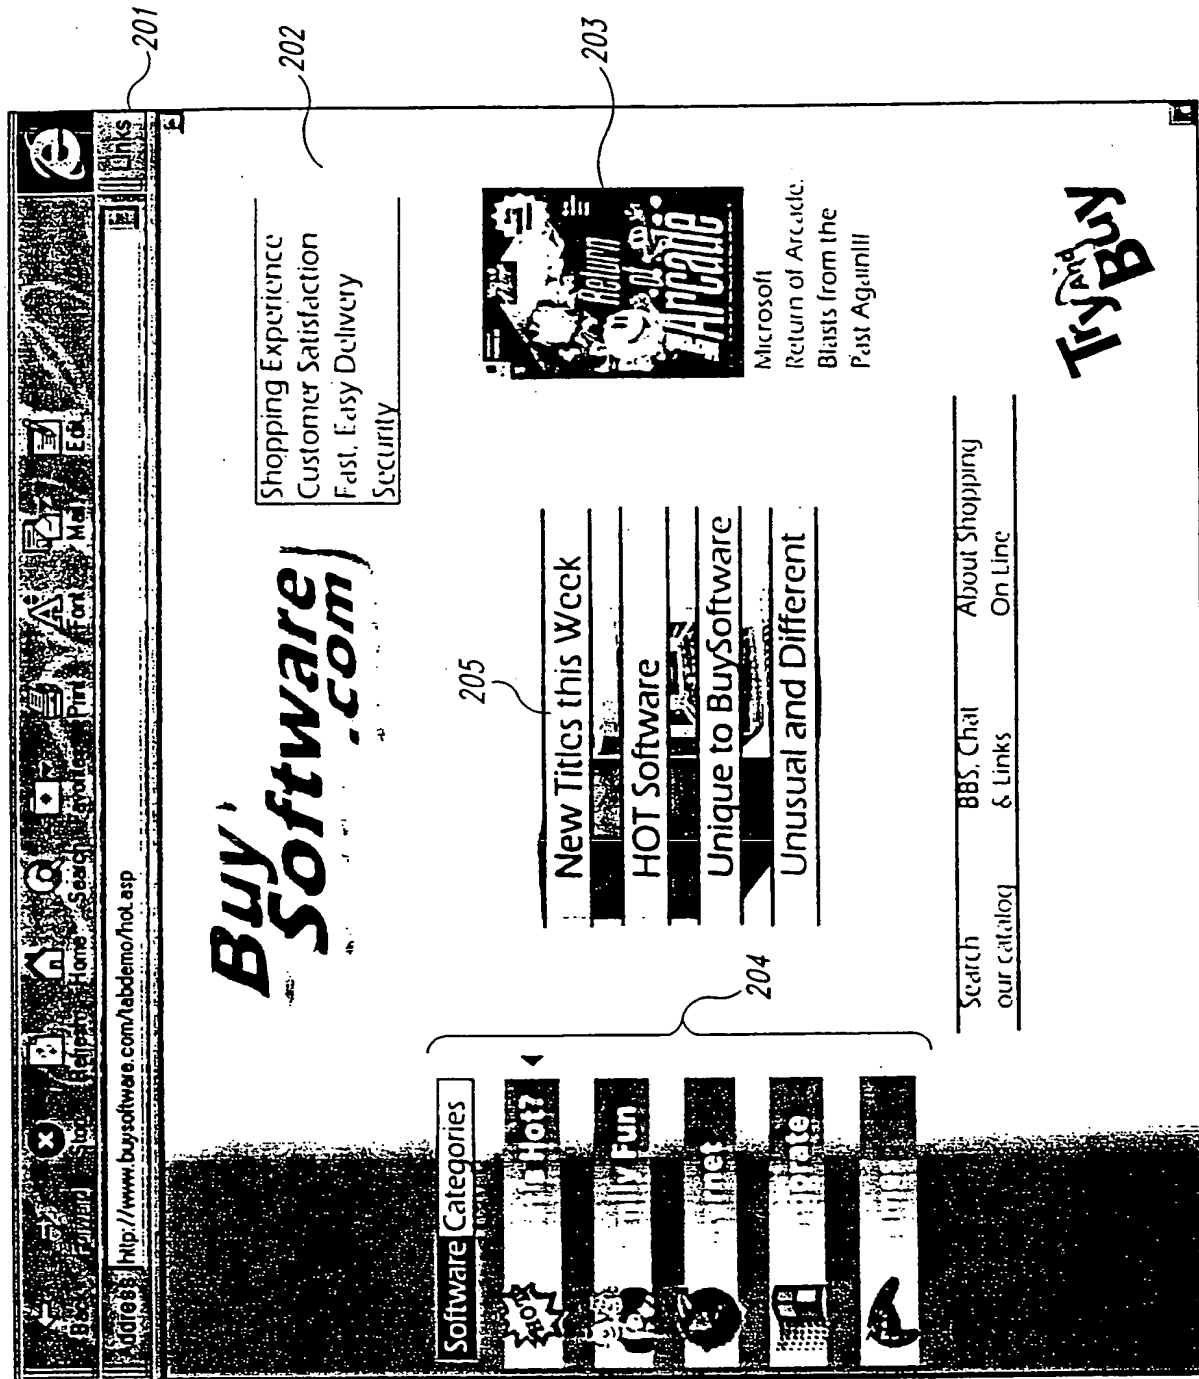 Back Forward Stop Refresh Home Search Favorites Print Font Mail Edit
Address http://www.buysoftware.com/tabdemo/hot.asp Links
201
202
Buy
Software
.com
Shopping Experience
Customer Satisfaction
Fast, Easy Delivery
Security
203
Software Categories
HOT
Hot?
Fun
204
205
New Titles this Week
HOT Software
Unique to BuySoftware
Unusual and Different
Return
of
Arcade
Microsoft
Return of Arcade.
Blasts from the
Past Again!!!
Search
our catalog
BBS, Chat
& Links
About Shopping
On Line
Try And
Buy